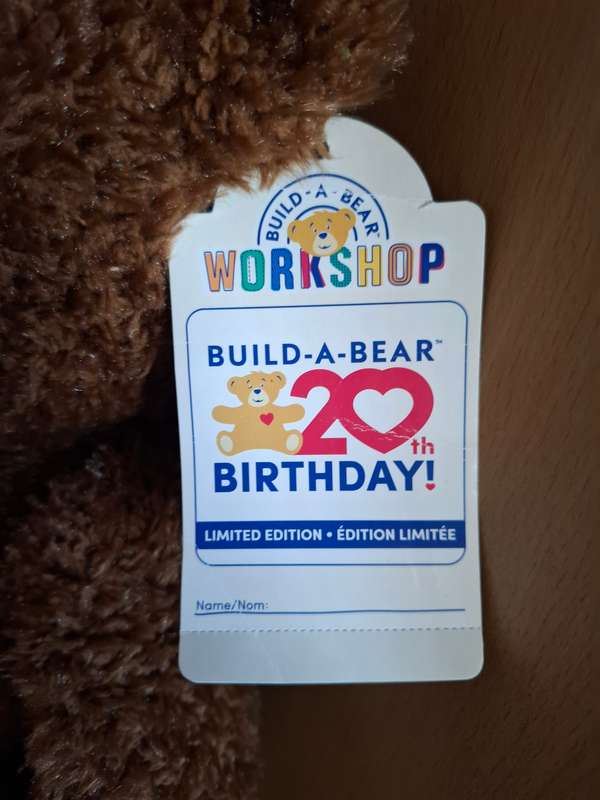 BUILD-A-BEAR
WORKSHOP
BUILD-A-BEAR™
20th
BIRTHDAY!
LIMITED EDITION • ÉDITION LIMITÉE
Name/Nom: